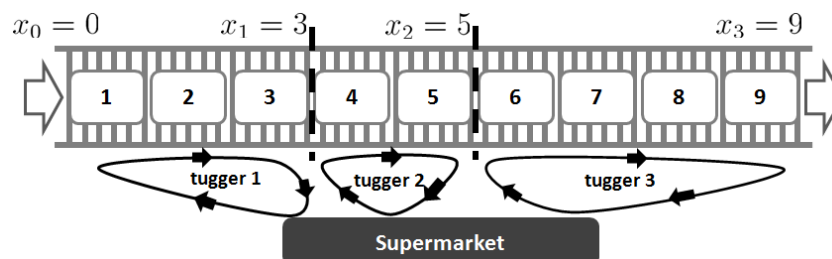 x₀ = 0 x₁ = 3 x₂ = 5 x₃ = 9
1 2 3 4 5 6 7 8 9
tugger 1 tugger 2 tugger 3
Supermarket